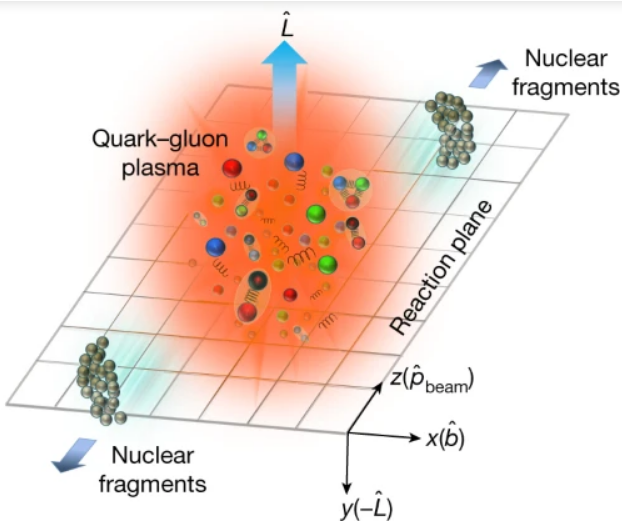 L̂
Nuclear
fragments
Quark–gluon
plasma
Reaction plane
z(p̂beam)
x(b̂)
Nuclear
fragments
y(–L̂)